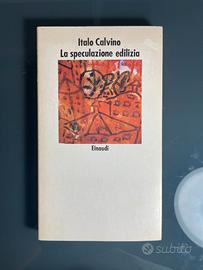 Italo Calvino
La speculazione edilizia
Einaudi
subito